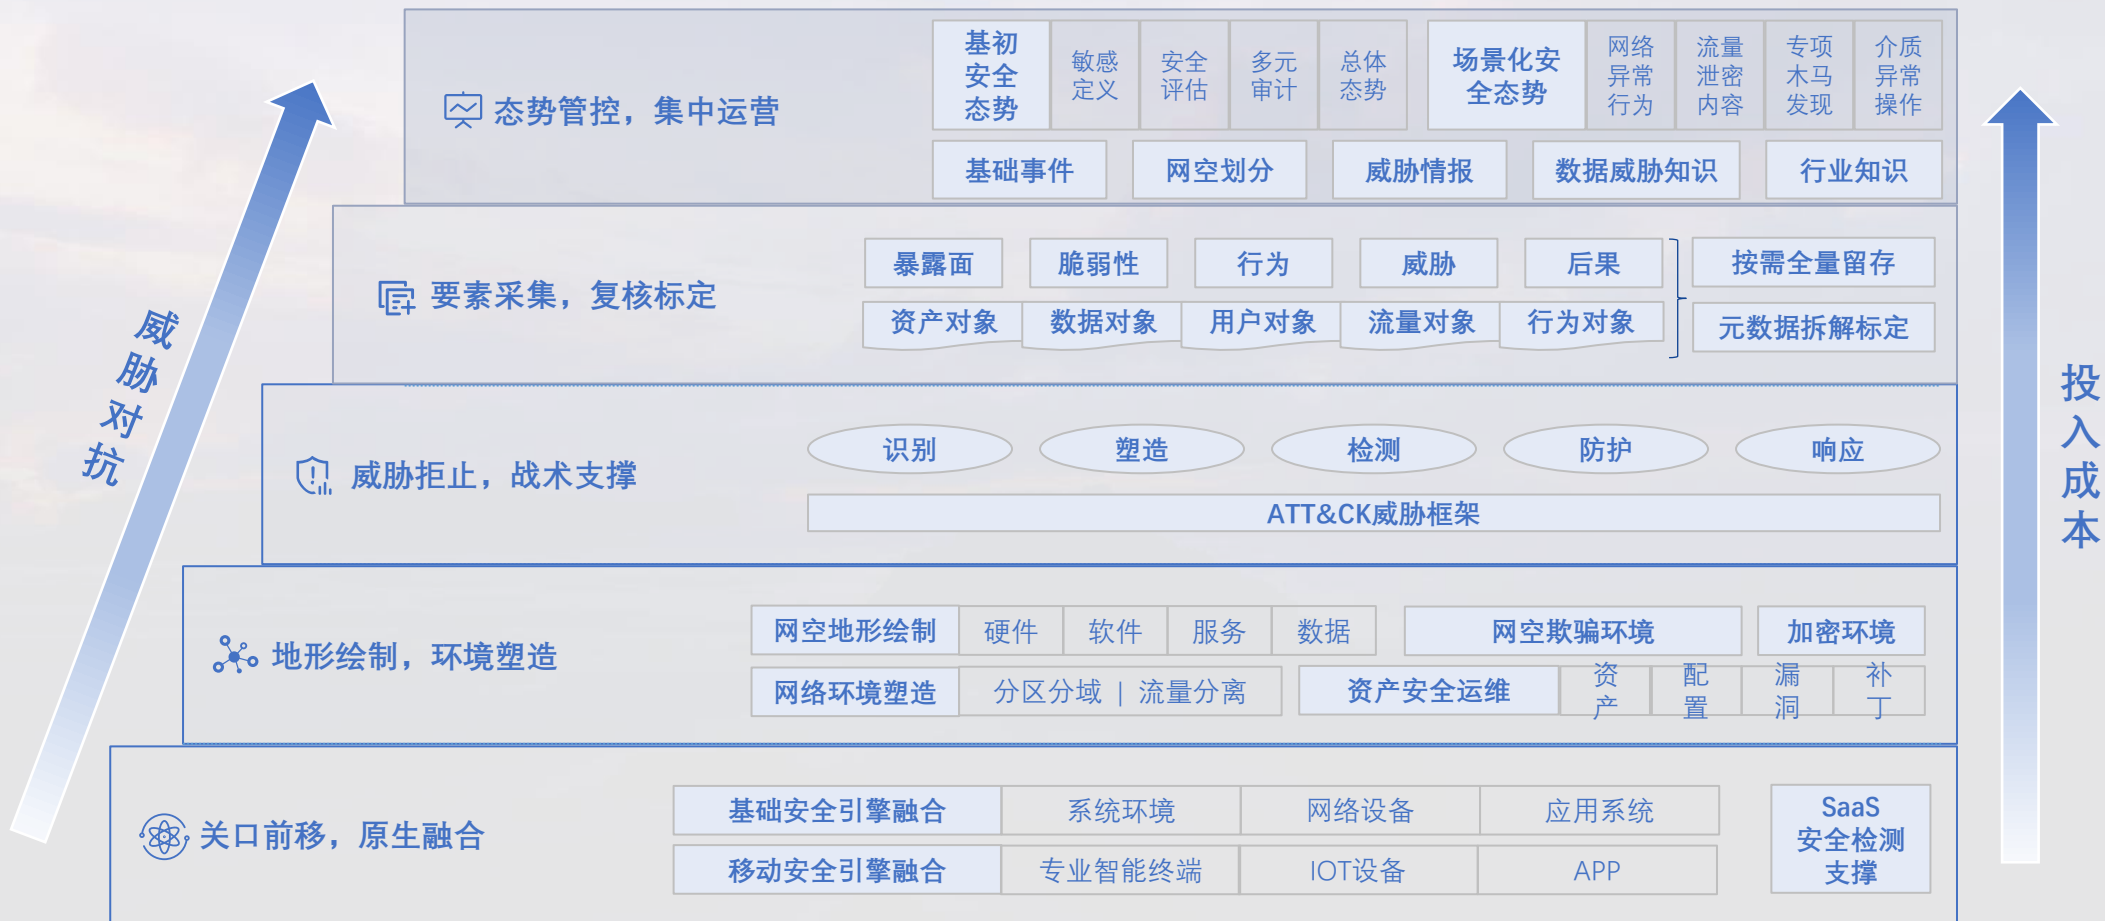 威胁对抗
投入成本
态势管控，集中运营
基初
安全
态势
敏感
定义
安全
评估
多元
审计
总体
态势
场景化安
全态势
网络
异常
行为
流量
泄密
内容
专项
木马
发现
介质
异常
操作
基础事件
网空划分
威胁情报
数据威胁知识
行业知识
要素采集，复核标定
暴露面
脆弱性
行为
威胁
后果
按需全量留存
资产对象
数据对象
用户对象
流量对象
行为对象
元数据拆解标定
威胁拒止，战术支撑
识别
塑造
检测
防护
响应
ATT&CK威胁框架
地形绘制，环境塑造
网空地形绘制
硬件
软件
服务
数据
网空欺骗环境
加密环境
网络环境塑造
分区分域 | 流量分离
资产安全运维
资
产
配
置
漏
洞
补
丁
关口前移，原生融合
基础安全引擎融合
系统环境
网络设备
应用系统
移动安全引擎融合
专业智能终端
IOT设备
APP
SaaS
安全检测
支撑